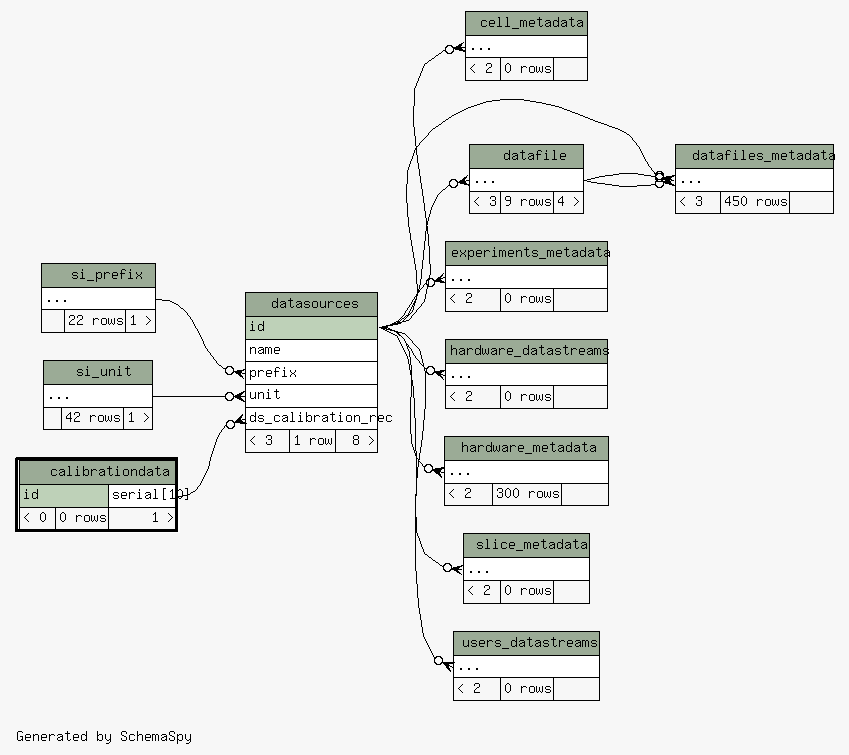 cell_metadata
...
< 2 0 rows
datafile
...
< 3 9 rows 4 >
datafiles_metadata
...
< 3 450 rows
experiments_metadata
...
< 2 0 rows
si_prefix
...
22 rows 1 >
datasources
id
name
prefix
unit
ds_calibration_rec
< 3 1 row 8 >
hardware_datastreams
...
< 2 0 rows
si_unit
...
42 rows 1 >
hardware_metadata
...
< 2 300 rows
calibrationdata
id serial[10]
< 0 0 rows 1 >
slice_metadata
...
< 2 0 rows
users_datastreams
...
< 2 0 rows
Generated by SchemaSpy